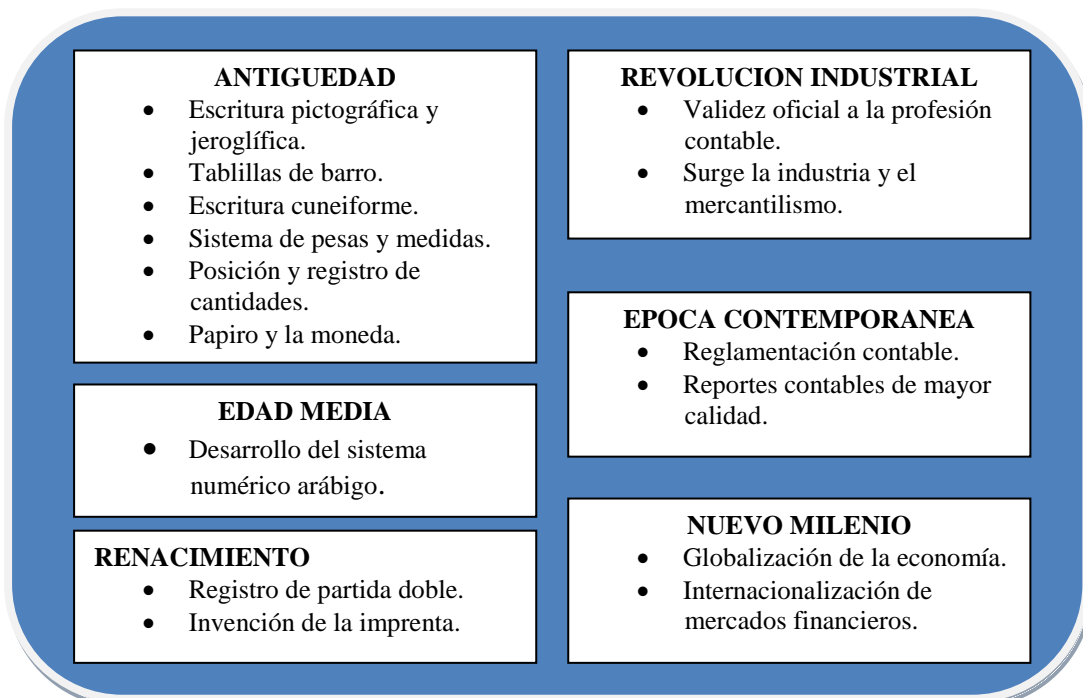 ANTIGUEDAD
• Escritura pictográfica y
jeroglífica.
• Tablillas de barro.
• Escritura cuneiforme.
• Sistema de pesas y medidas.
• Posición y registro de
cantidades.
• Papiro y la moneda.
EDAD MEDIA
• Desarrollo del sistema
numérico arábigo.
RENACIMIENTO
• Registro de partida doble.
• Invención de la imprenta.
REVOLUCION INDUSTRIAL
• Validez oficial a la profesión
contable.
• Surge la industria y el
mercantilismo.
EPOCA CONTEMPORANEA
• Reglamentación contable.
• Reportes contables de mayor
calidad.
NUEVO MILENIO
• Globalización de la economía.
• Internacionalización de
mercados financieros.